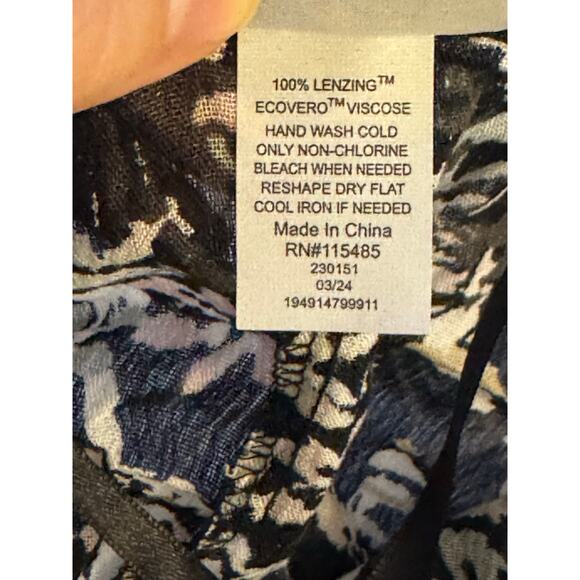 100% LENZING™
ECOVERO™ VISCOSE
HAND WASH COLD
ONLY NON-CHLORINE
BLEACH WHEN NEEDED
RESHAPE DRY FLAT
COOL IRON IF NEEDED
Made In China
RN#115485
230151
03/24
194914799911